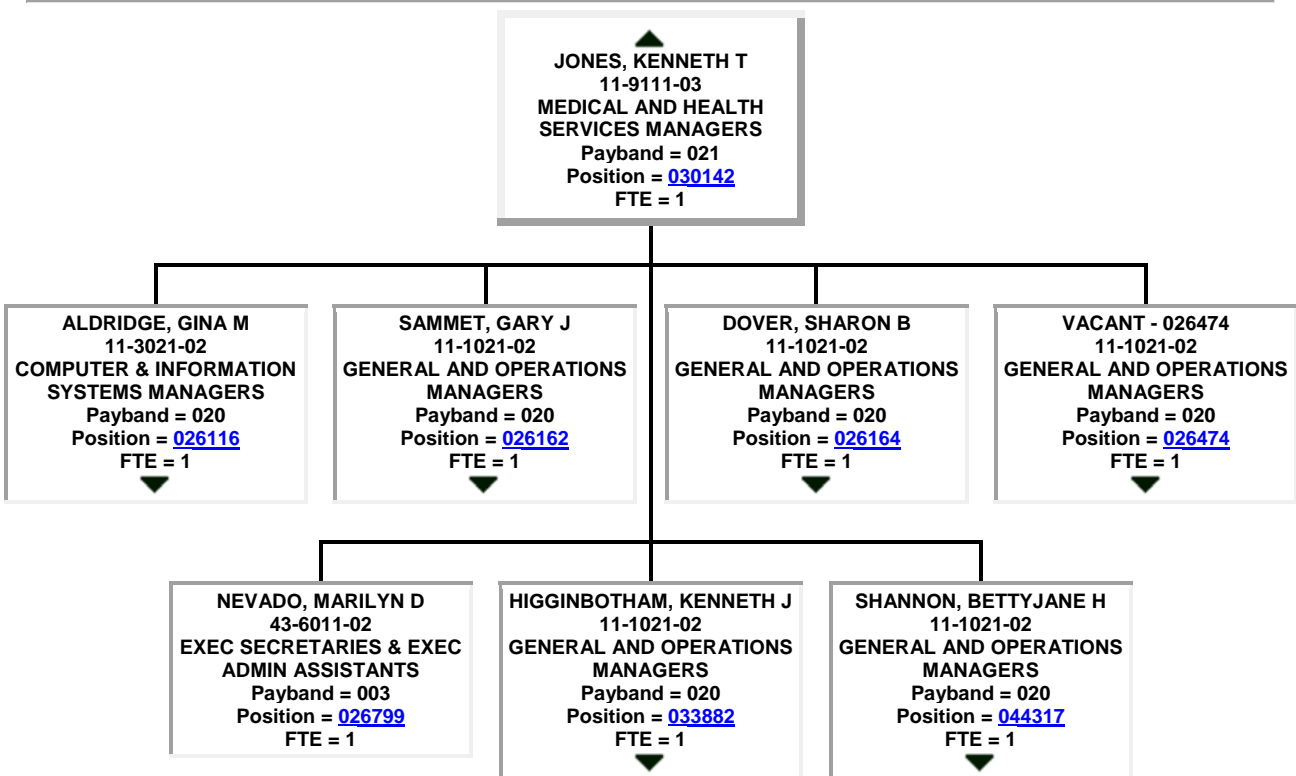 JONES, KENNETH T
11-9111-03
MEDICAL AND HEALTH
SERVICES MANAGERS
Payband = 021
Position = 030142
FTE = 1
ALDRIDGE, GINA M
11-3021-02
COMPUTER & INFORMATION
SYSTEMS MANAGERS
Payband = 020
Position = 026116
FTE = 1
SAMMET, GARY J
11-1021-02
GENERAL AND OPERATIONS
MANAGERS
Payband = 020
Position = 026162
FTE = 1
DOVER, SHARON B
11-1021-02
GENERAL AND OPERATIONS
MANAGERS
Payband = 020
Position = 026164
FTE = 1
VACANT - 026474
11-1021-02
GENERAL AND OPERATIONS
MANAGERS
Payband = 020
Position = 026474
FTE = 1
NEVADO, MARILYN D
43-6011-02
EXEC SECRETARIES & EXEC
ADMIN ASSISTANTS
Payband = 003
Position = 026799
FTE = 1
HIGGINBOTHAM, KENNETH J
11-1021-02
GENERAL AND OPERATIONS
MANAGERS
Payband = 020
Position = 033882
FTE = 1
SHANNON, BETTYJANE H
11-1021-02
GENERAL AND OPERATIONS
MANAGERS
Payband = 020
Position = 044317
FTE = 1